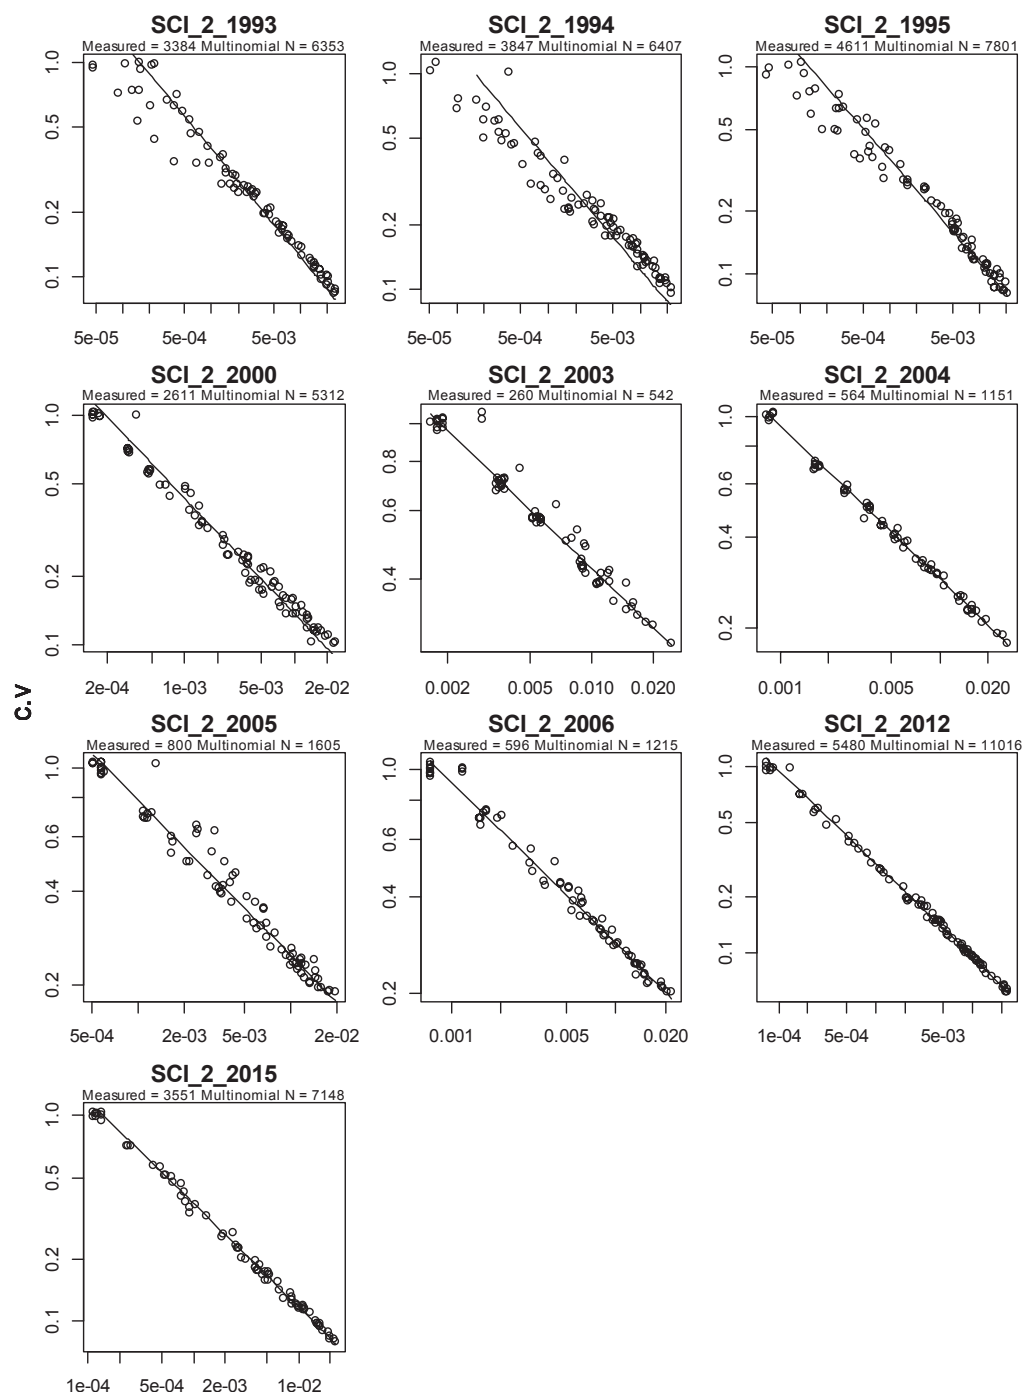 SCI_2_1993
Measured = 3384 Multinomial N = 6353
1.0
0.5
0.2
0.1
5e-05 5e-04 5e-03
SCI_2_1994
Measured = 3847 Multinomial N = 6407
1.0
0.5
0.2
0.1
5e-05 5e-04 5e-03
SCI_2_1995
Measured = 4611 Multinomial N = 7801
1.0
0.5
0.2
0.1
5e-05 5e-04 5e-03
SCI_2_2000
Measured = 2611 Multinomial N = 5312
1.0
0.5
0.2
0.1
2e-04 1e-03 5e-03 2e-02
SCI_2_2003
Measured = 260 Multinomial N = 542
0.8
0.6
0.4
0.002 0.005 0.010 0.020
SCI_2_2004
Measured = 564 Multinomial N = 1151
1.0
0.6
0.4
0.2
0.001 0.005 0.020
C.V
SCI_2_2005
Measured = 800 Multinomial N = 1605
1.0
0.6
0.4
0.2
5e-04 2e-03 5e-03 2e-02
SCI_2_2006
Measured = 596 Multinomial N = 1215
1.0
0.6
0.4
0.2
0.001 0.005 0.020
SCI_2_2012
Measured = 5480 Multinomial N = 11016
1.0
0.5
0.2
0.1
1e-04 5e-04 5e-03
SCI_2_2015
Measured = 3551 Multinomial N = 7148
1.0
0.5
0.2
0.1
1e-04 5e-04 2e-03 1e-02